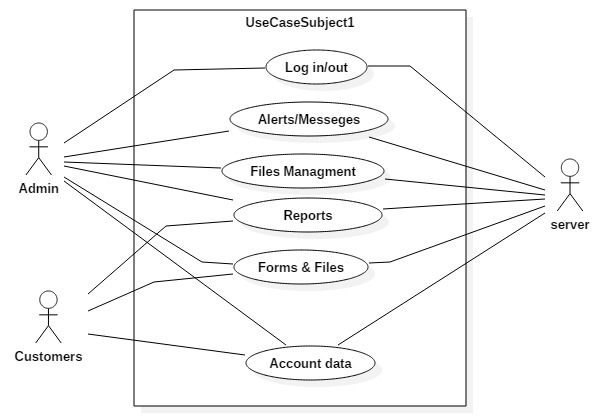 UseCaseSubject1
Log in/out
Alerts/Messeges
Files Managment
Admin
Reports
server
Forms & Files
Customers
Account data